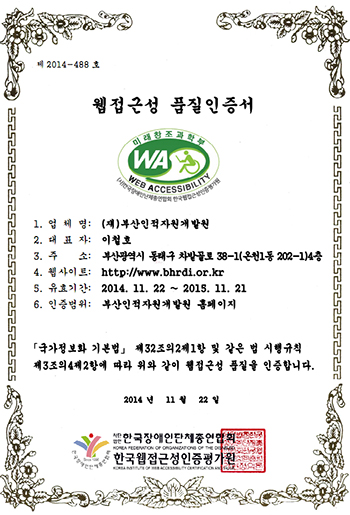 제 2014-488 호
웹접근성 품질인증서
미래창조과학부
WA
WEB ACCESSIBILITY
(사)한국장애인단체총연합회 한국웹접근성인증평가원
1. 업 체 명: (재)부산인적자원개발원
2. 대 표 자: 이철호
3. 주 소: 부산광역시 동래구 차밭골로 38-1(온천1동 202-1)4층
4. 웹사이트: http://www.bhrdi.or.kr
5. 유효기간: 2014. 11. 22 ~ 2015. 11. 21
6. 인증범위: 부산인적자원개발원 홈페이지
「국가정보화 기본법」 제32조의2제1항 및 같은 법 시행규칙
제3조의4제2항에 따라 위와 같이 웹접근성 품질을 인증합니다.
2014 년 11 월 22 일
사단법인 한국장애인단체총연합회
KOREA FEDERATION OF ORGANIZATIONS OF THE DISABLED
한국웹접근성인증평가원
KOREA INSTITUTE OF WEB ACCESSIBILITY CERTIFICATION AND